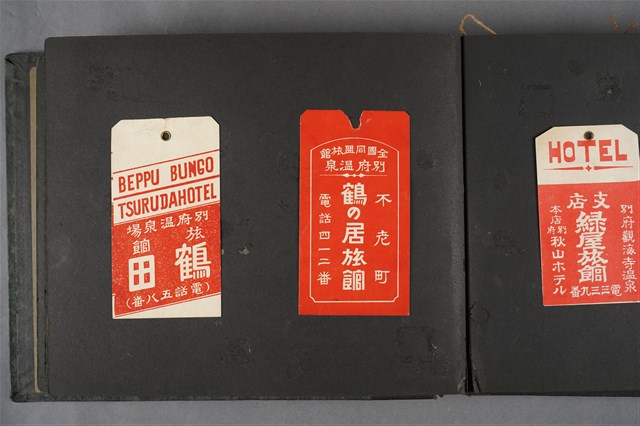 BEPPU BUNGO
TSURUDAHOTEL
別府温泉場
鶴田旅館
(電話五八番)
全國同盟旅館
別府温泉
不老町
鶴の居旅館
電話四一二番
HOTEL
別府觀海寺温泉
支店
緑屋旅館
電三三九番
本店別府秋山ホテル